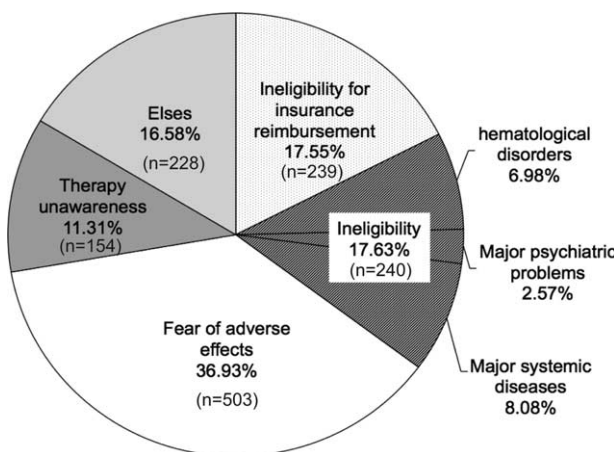 Elses
16.58%
(n=228)
Ineligibility for
insurance
reimbursement
17.55%
(n=239)
hematological
disorders
6.98%
Therapy
unawareness
11.31%
(n=154)
Ineligibility
17.63%
(n=240)
Major psychiatric
problems
2.57%
Fear of adverse
effects
36.93%
(n=503)
Major systemic
diseases
8.08%